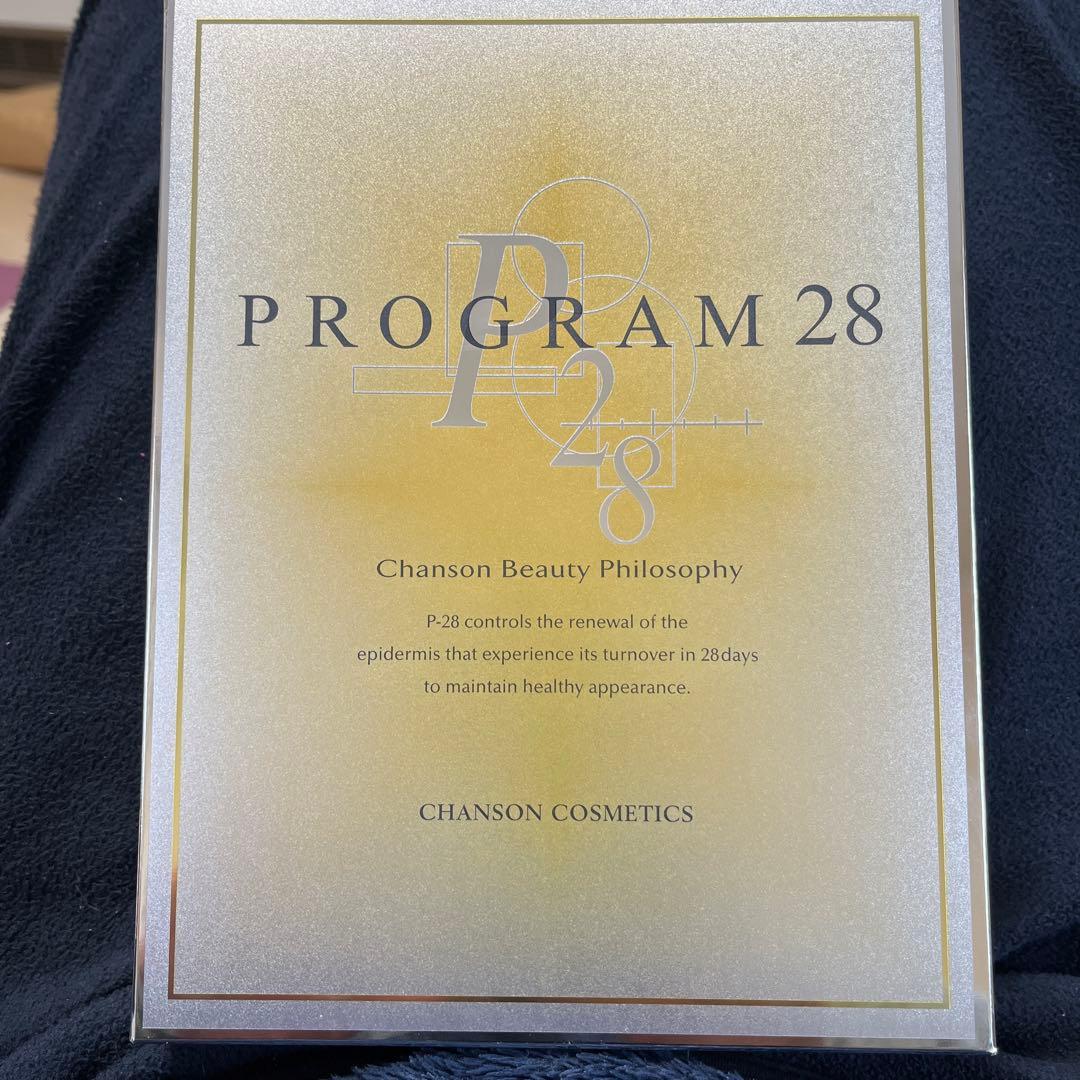 P
28
PROGRAM 28
Chanson Beauty Philosophy
P-28 controls the renewal of the
epidermis that experience its turnover in 28days
to maintain healthy appearance.
CHANSON COSMETICS